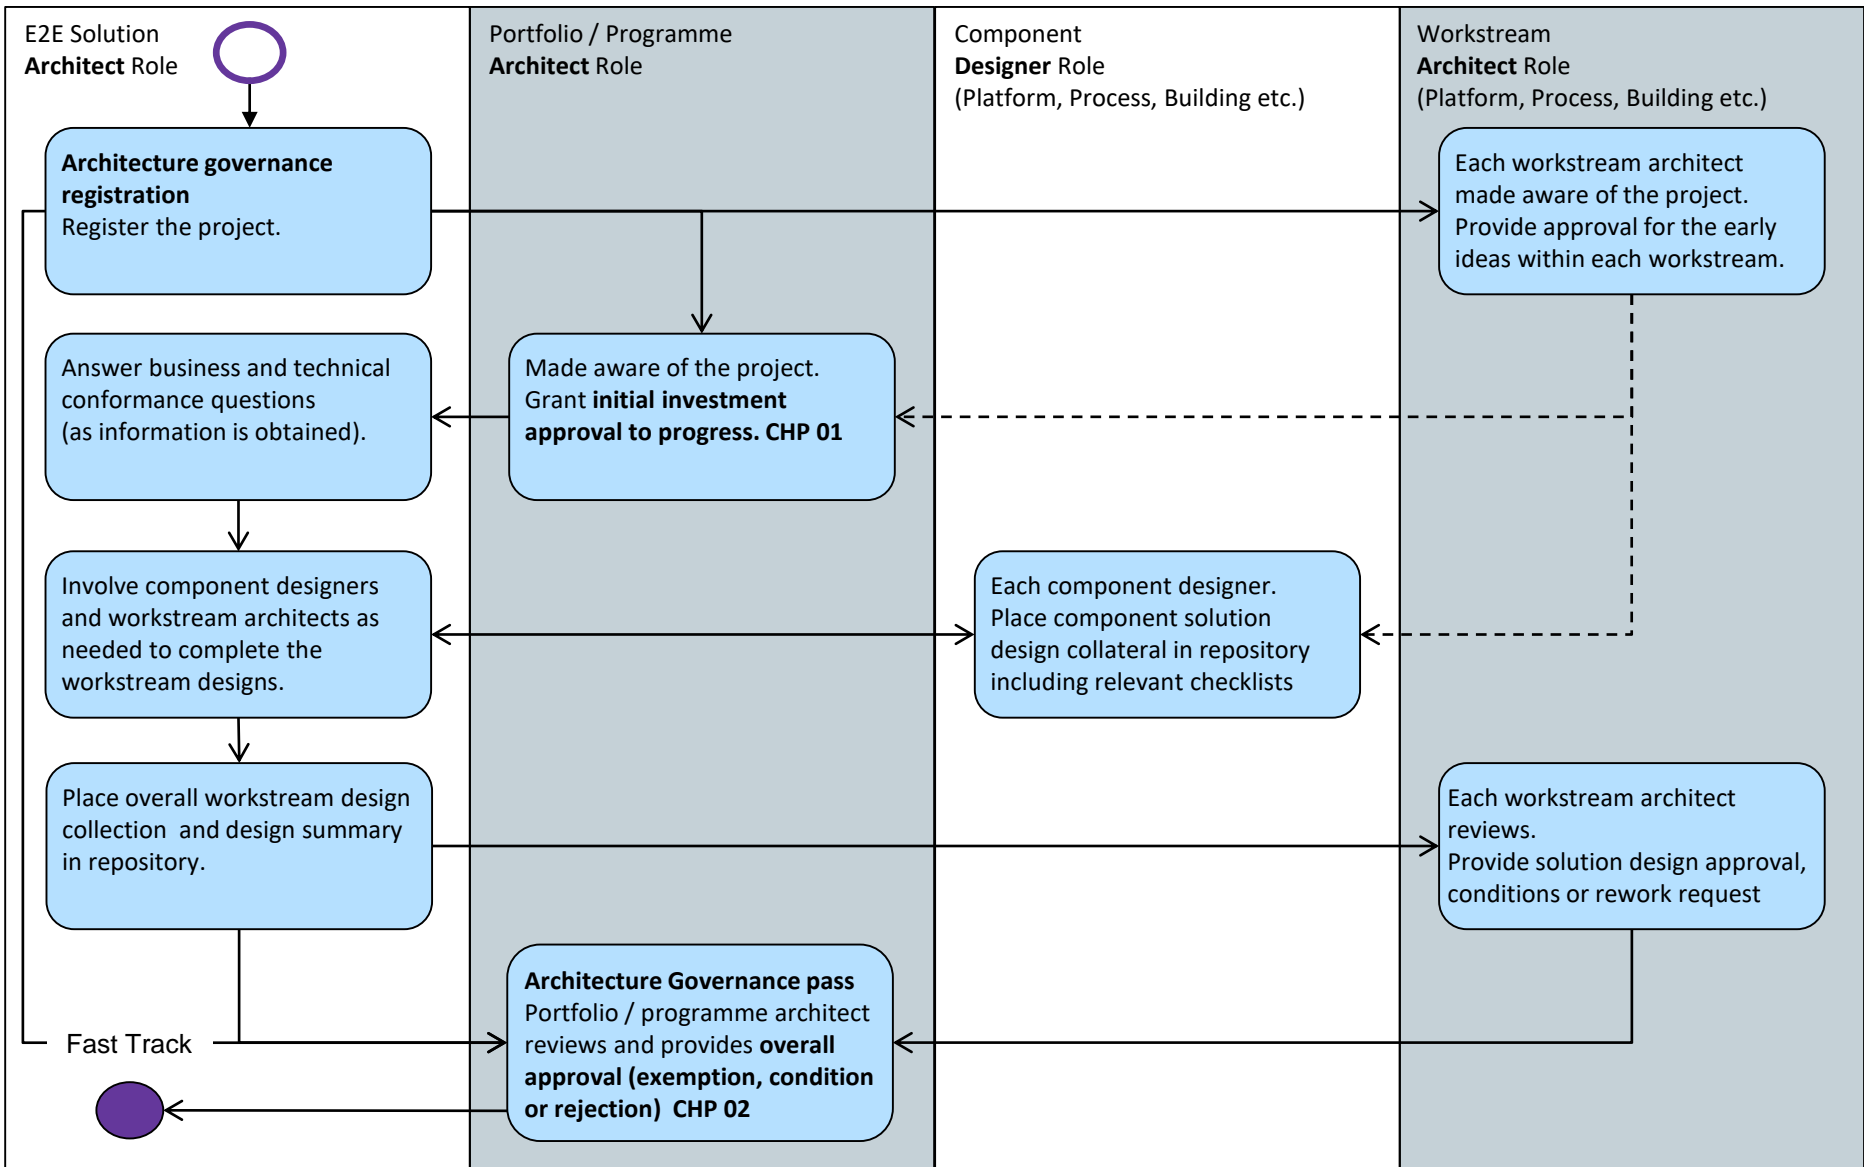 E2E Solution
Architect Role
Portfolio / Programme
Architect Role
Component
Designer Role
(Platform, Process, Building etc.)
Workstream
Architect Role
(Platform, Process, Building etc.)
Architecture governance
registration
Register the project.
Each workstream architect
made aware of the project.
Provide approval for the early
ideas within each workstream.
Answer business and technical
conformance questions
(as information is obtained).
Made aware of the project.
Grant initial investment
approval to progress. CHP 01
Involve component designers
and workstream architects as
needed to complete the
workstream designs.
Each component designer.
Place component solution
design collateral in repository
including relevant checklists
Place overall workstream design
collection and design summary
in repository.
Each workstream architect
reviews.
Provide solution design approval,
conditions or rework request
Architecture Governance pass
Portfolio / programme architect
reviews and provides overall
approval (exemption, condition
or rejection) CHP 02
Fast Track